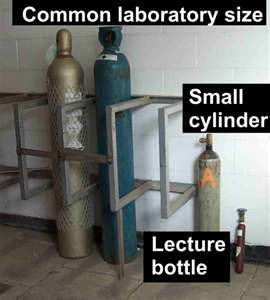 Common laboratory size
Small
cylinder
A
Lecture
bottle